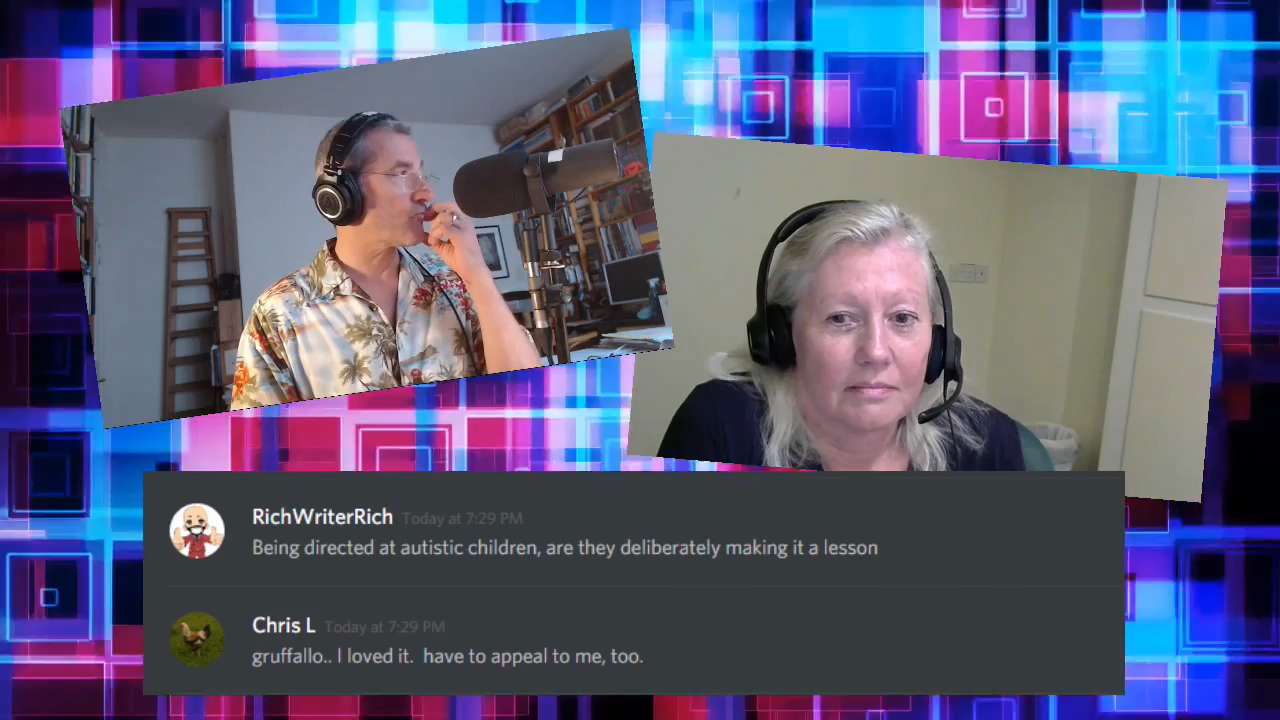 RichWriterRich Today at 7:29 PM
Being directed at autistic children, are they deliberately making it a lesson
Chris L Today at 7:29 PM
gruffallo.. I loved it.  have to appeal to me, too.